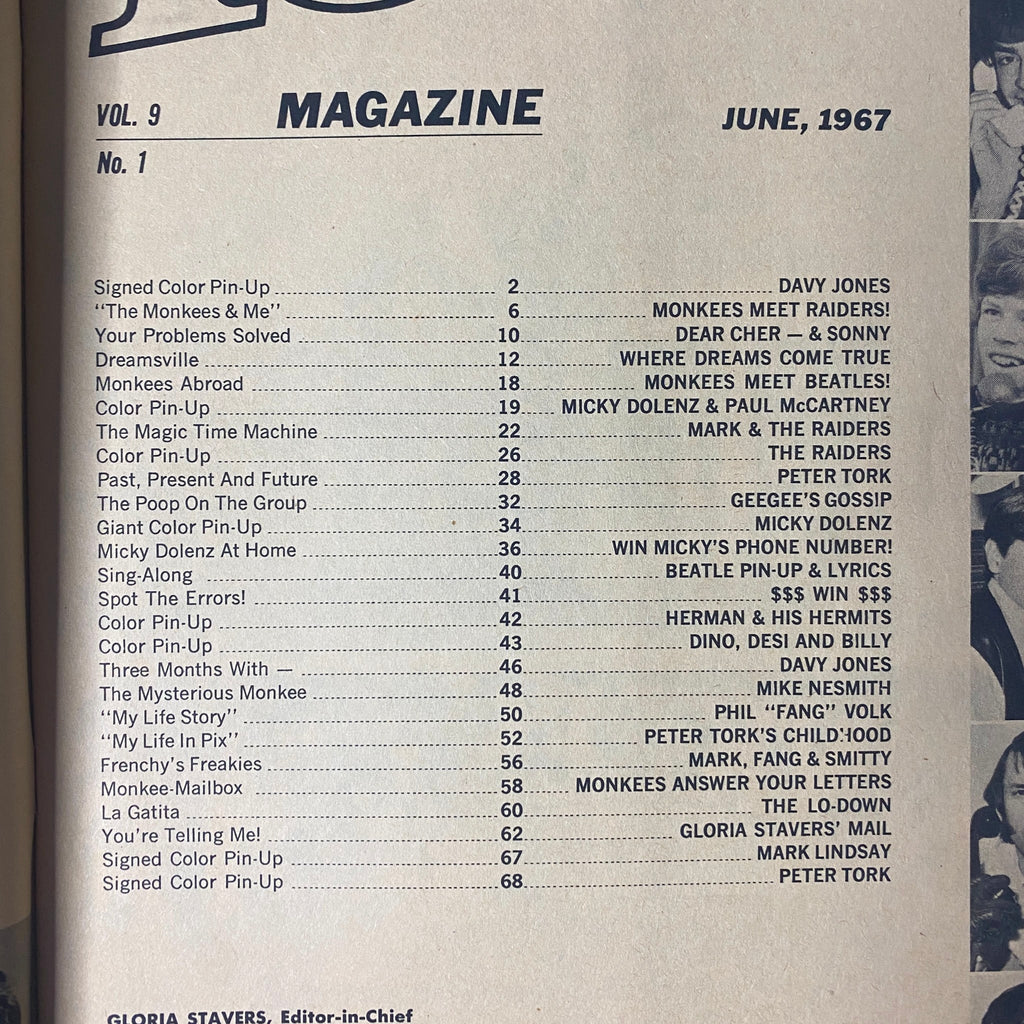 VOL. 9 MAGAZINE JUNE, 1967
No. 1
Signed Color Pin-Up 2 DAVY JONES
“The Monkees & Me” 6 MONKEES MEET RAIDERS!
Your Problems Solved 10 DEAR CHER — & SONNY
Dreamsville 12 WHERE DREAMS COME TRUE
Monkees Abroad 18 MONKEES MEET BEATLES!
Color Pin-Up 19 MICKY DOLENZ & PAUL McCARTNEY
The Magic Time Machine 22 MARK & THE RAIDERS
Color Pin-Up 26 THE RAIDERS
Past, Present And Future 28 PETER TORK
The Poop On The Group 32 GEEGEE’S GOSSIP
Giant Color Pin-Up 34 MICKY DOLENZ
Micky Dolenz At Home 36 WIN MICKY’S PHONE NUMBER!
Sing-Along 40 BEATLE PIN-UP & LYRICS
Spot The Errors! 41 $$$ WIN $$$
Color Pin-Up 42 HERMAN & HIS HERMITS
Color Pin-Up 43 DINO, DESI AND BILLY
Three Months With — 46 DAVY JONES
The Mysterious Monkee 48 MIKE NESMITH
“My Life Story” 50 PHIL “FANG” VOLK
“My Life In Pix” 52 PETER TORK’S CHILDHOOD
Frenchy’s Freakies 56 MARK, FANG & SMITTY
Monkee-Mailbox 58 MONKEES ANSWER YOUR LETTERS
La Gatita 60 THE LO-DOWN
You’re Telling Me! 62 GLORIA STAVERS’ MAIL
Signed Color Pin-Up 67 MARK LINDSAY
Signed Color Pin-Up 68 PETER TORK
GLORIA STAVERS, Editor-in-Chief